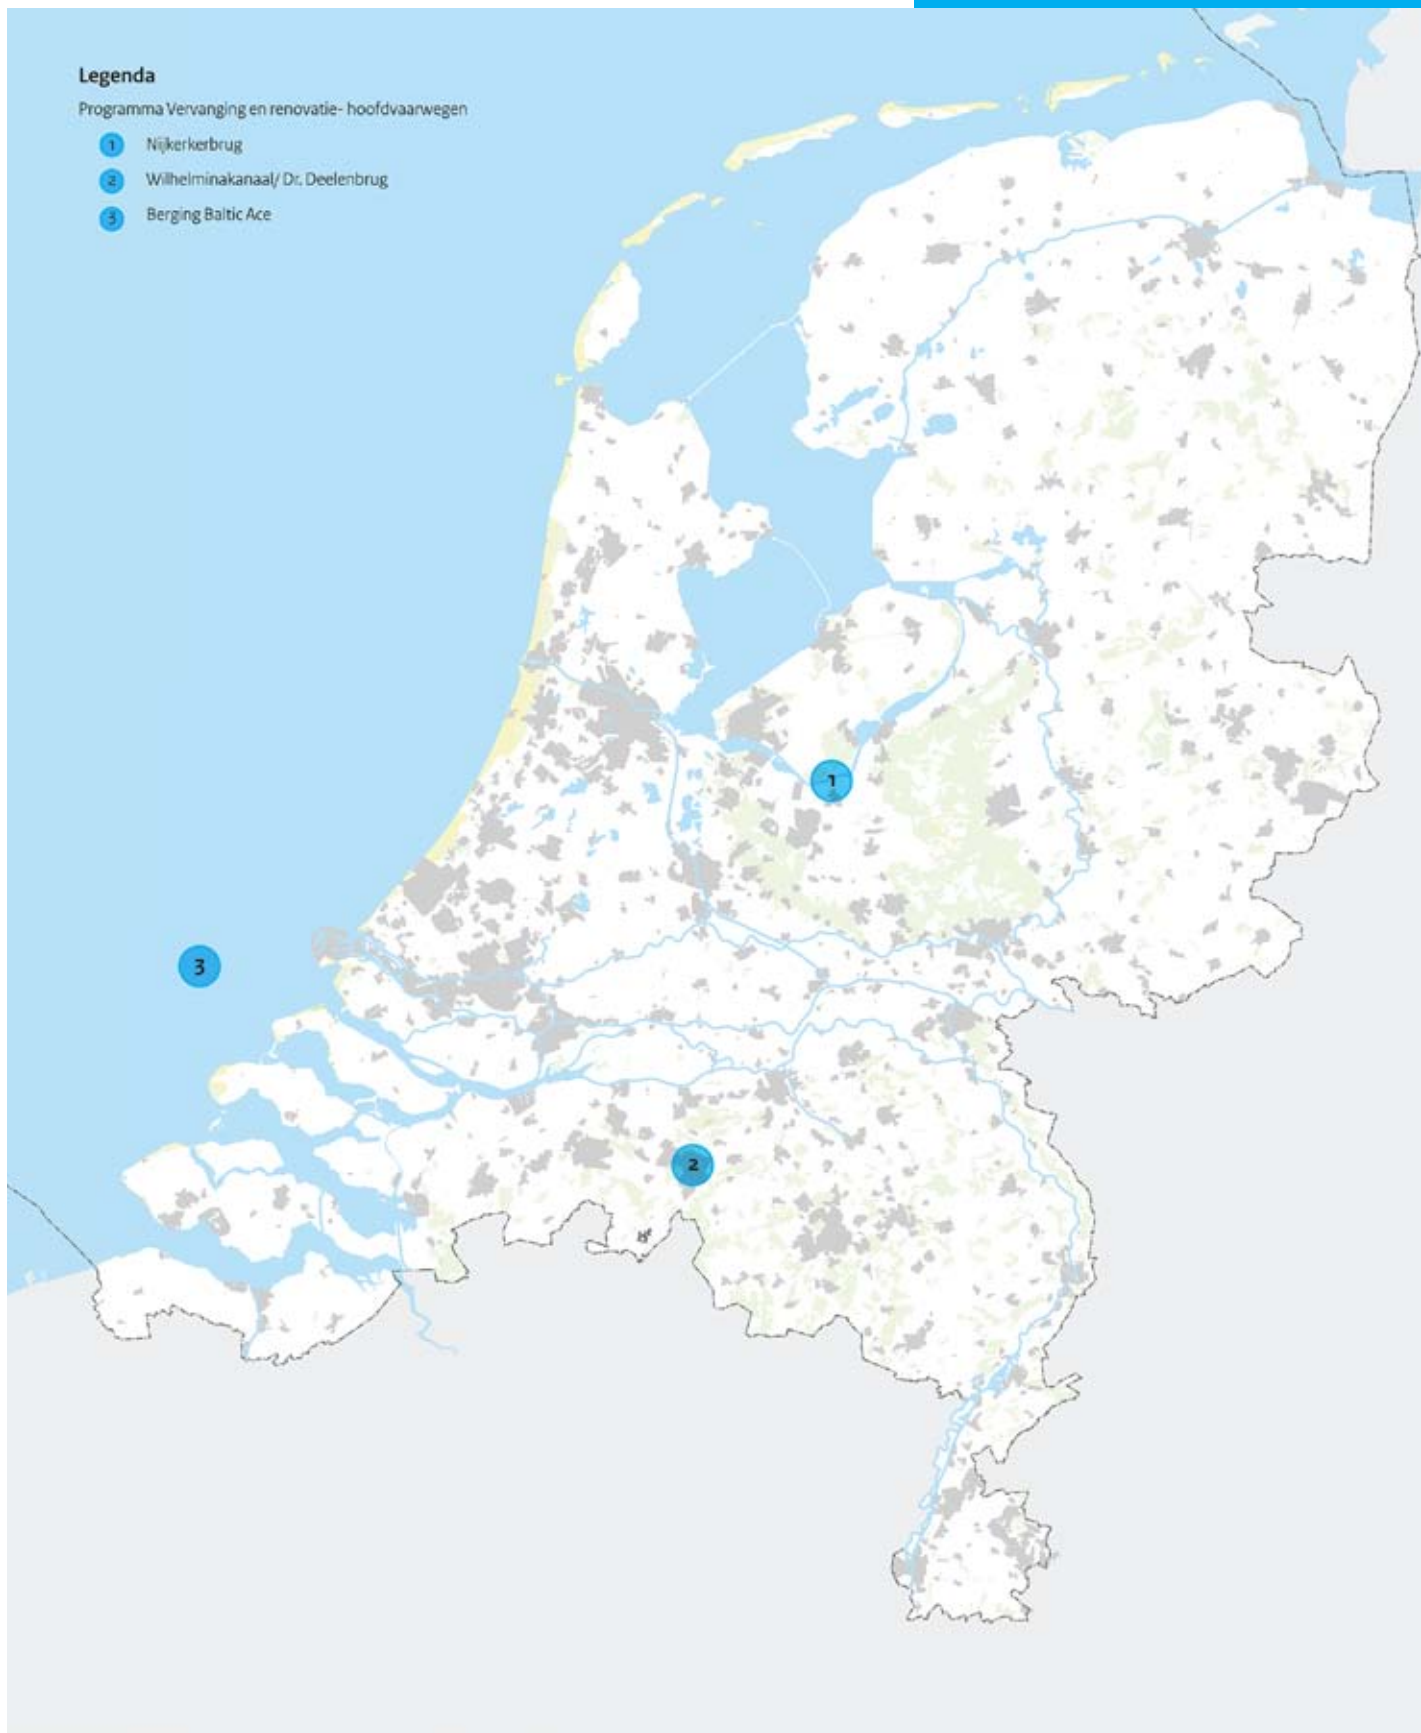 Legenda
Programma Vervanging en renovatie- hoofdvaarwegen
1 Nijkerkerbrug
2 Wilhelminakanaal/ Dr. Deelenbrug
3 Berging Baltic Ace
1
3
2